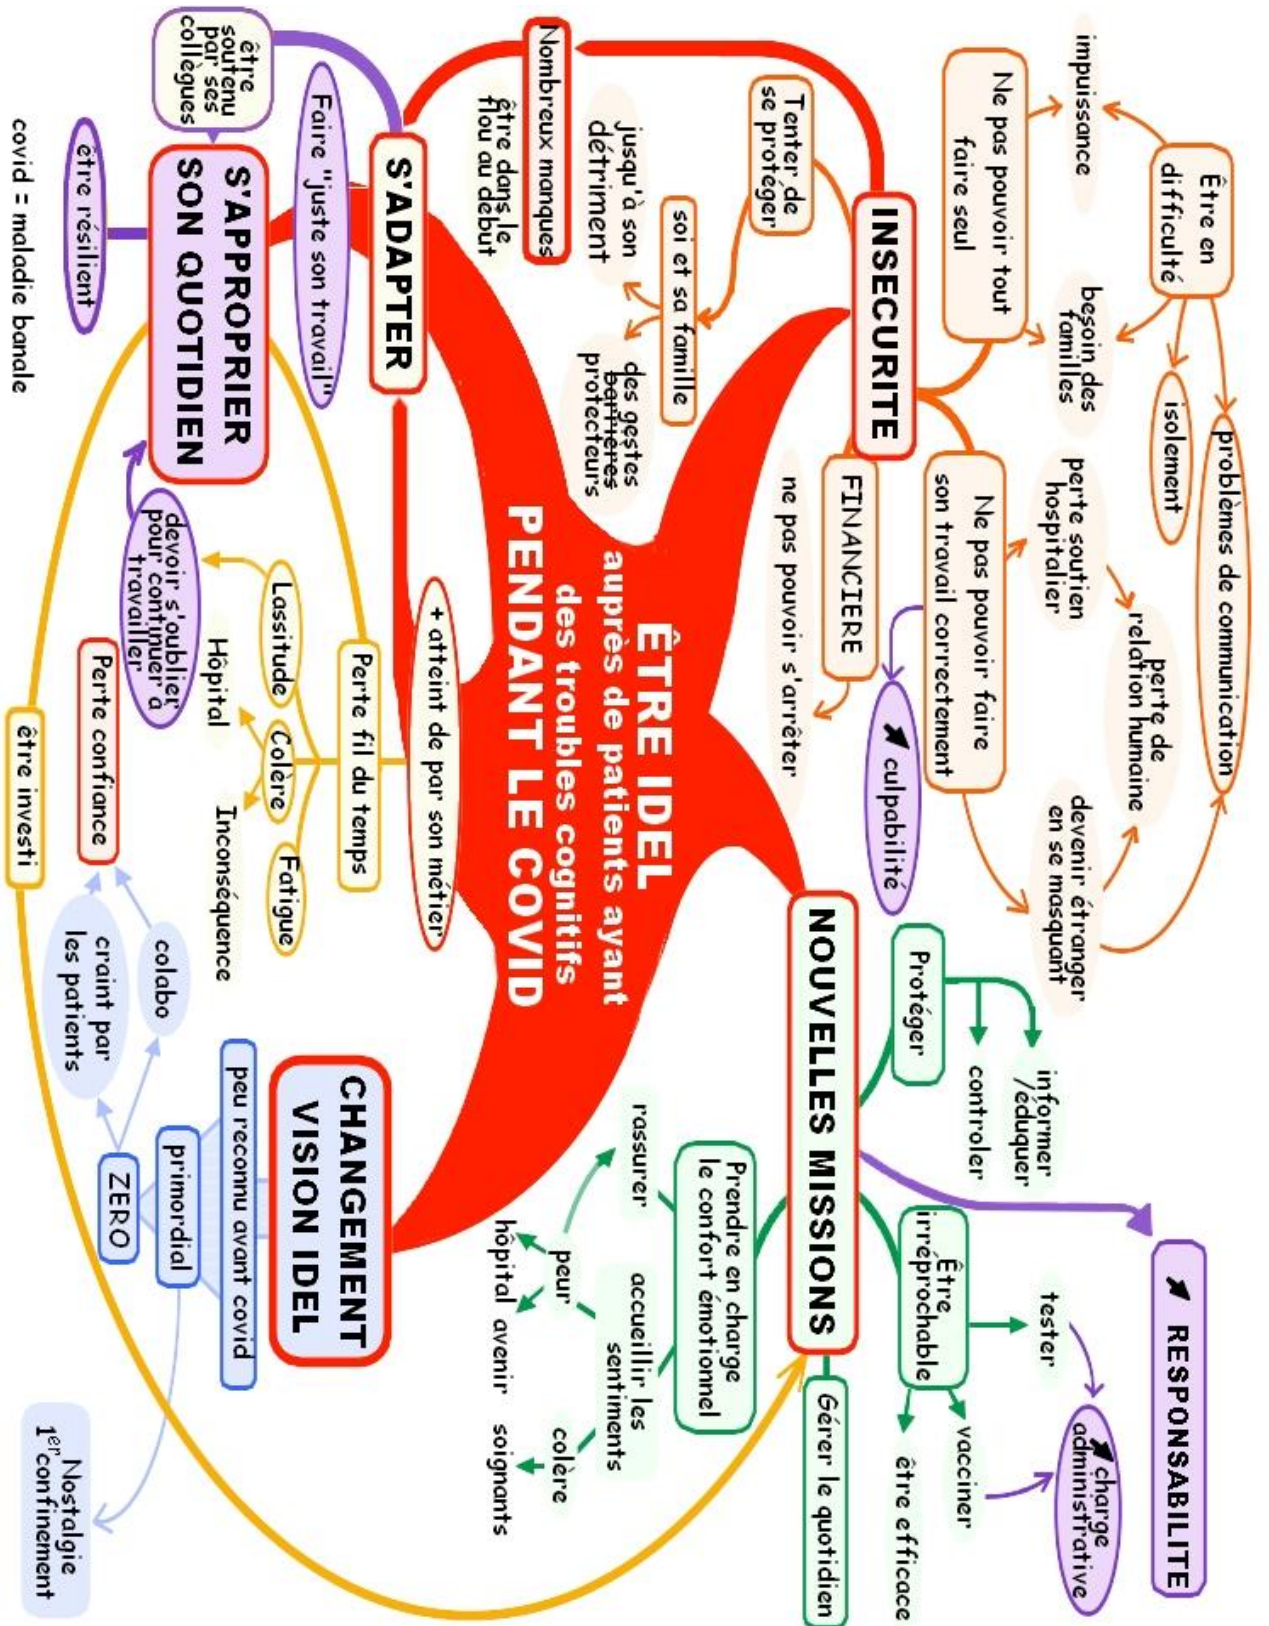 ÊTRE IDEL
auprès de patients ayant
des troubles cognitifs
PENDANT LE COVID
INSECURITE
Être en
difficulté
impuissance
besoin des
familles
isolement
problèmes de communication
Ne pas pouvoir tout
faire seul
Ne pas pouvoir faire
son travail correctement
perte soutien
hospitalier
perte de
relation humaine
devenir étranger
en se masquant
culpabilité
FINANCIERE
ne pas pouvoir s'arrêter
Tenter de
se protéger
soi et sa famille
jusqu'à son
détriment
des gestes
barrières
protecteurs
Nombreux manques
être dans le
flou au début
NOUVELLES MISSIONS
Protéger
informer
/éduquer
controler
RESPONSABILITE
Être
irréprochable
tester
vacciner
être efficace
charge
administrative
Gérer le quotidien
Prendre en charge
le confort émotionnel
rassurer
accueillir les
sentiments
peur
hôpital
avenir
colère
soignants
S'ADAPTER
+ atteint de par son métier
Faire "juste son travail"
être
soutenu
par ses
collègues
S'APPROPRIER
SON QUOTIDIEN
être résilient
covid = maladie banale
Perte fil du temps
Lassitude
Colère
Fatigue
Hôpital
Inconséquence
devoir s'oublier
pour continuer à
travailler
être investi
CHANGEMENT
VISION IDEL
peu reconnu avant covid
primordial
ZERO
colabo
craint par
les patients
Perte confiance
Nostalgie
1er confinement